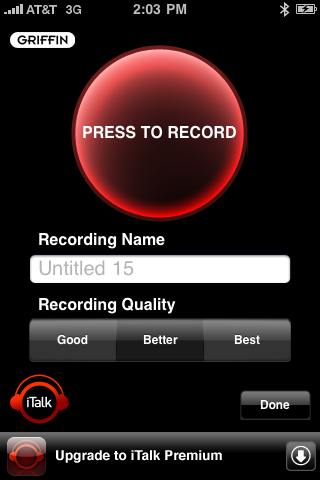 AT&T 3G 2:03 PM
GRIFFIN
PRESS TO RECORD
Recording Name
Untitled 15
Recording Quality
Good Better Best
iTalk
Done
Upgrade to iTalk Premium